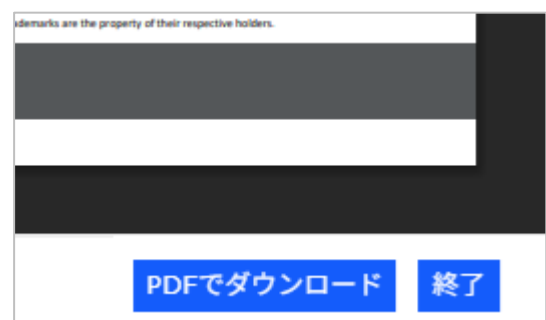 ademarks are the property of their respective holders.
PDFでダウンロード
終了